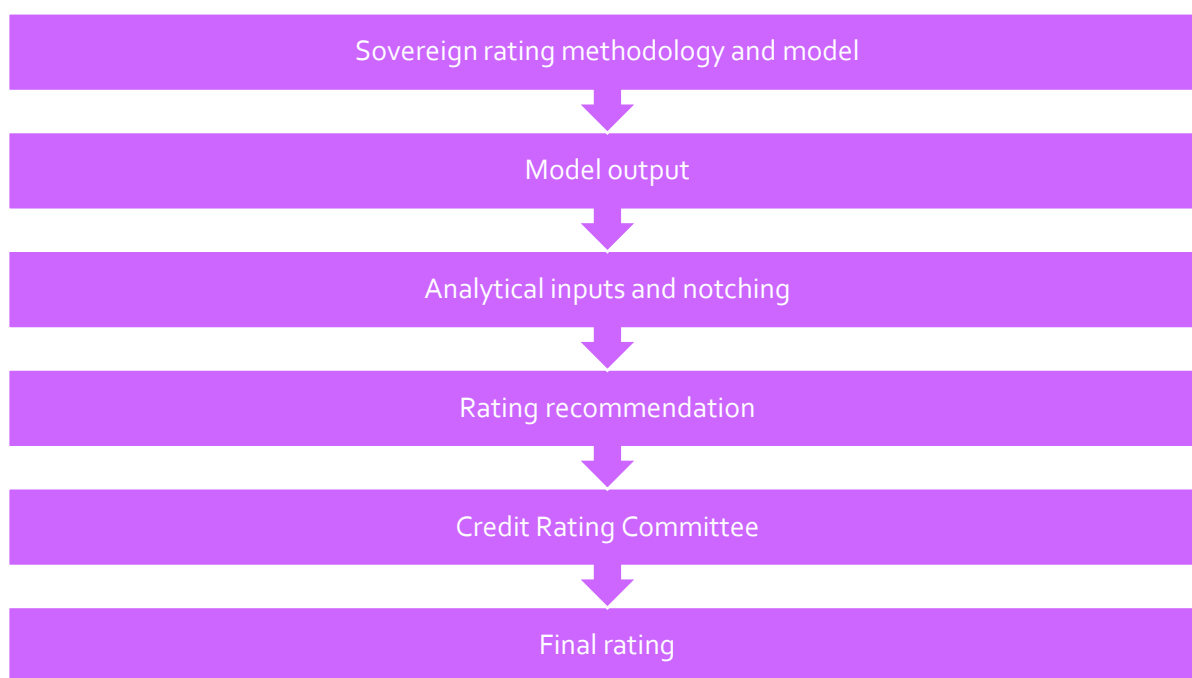 Sovereign rating methodology and model
Model output
Analytical inputs and notching
Rating recommendation
Credit Rating Committee
Final rating